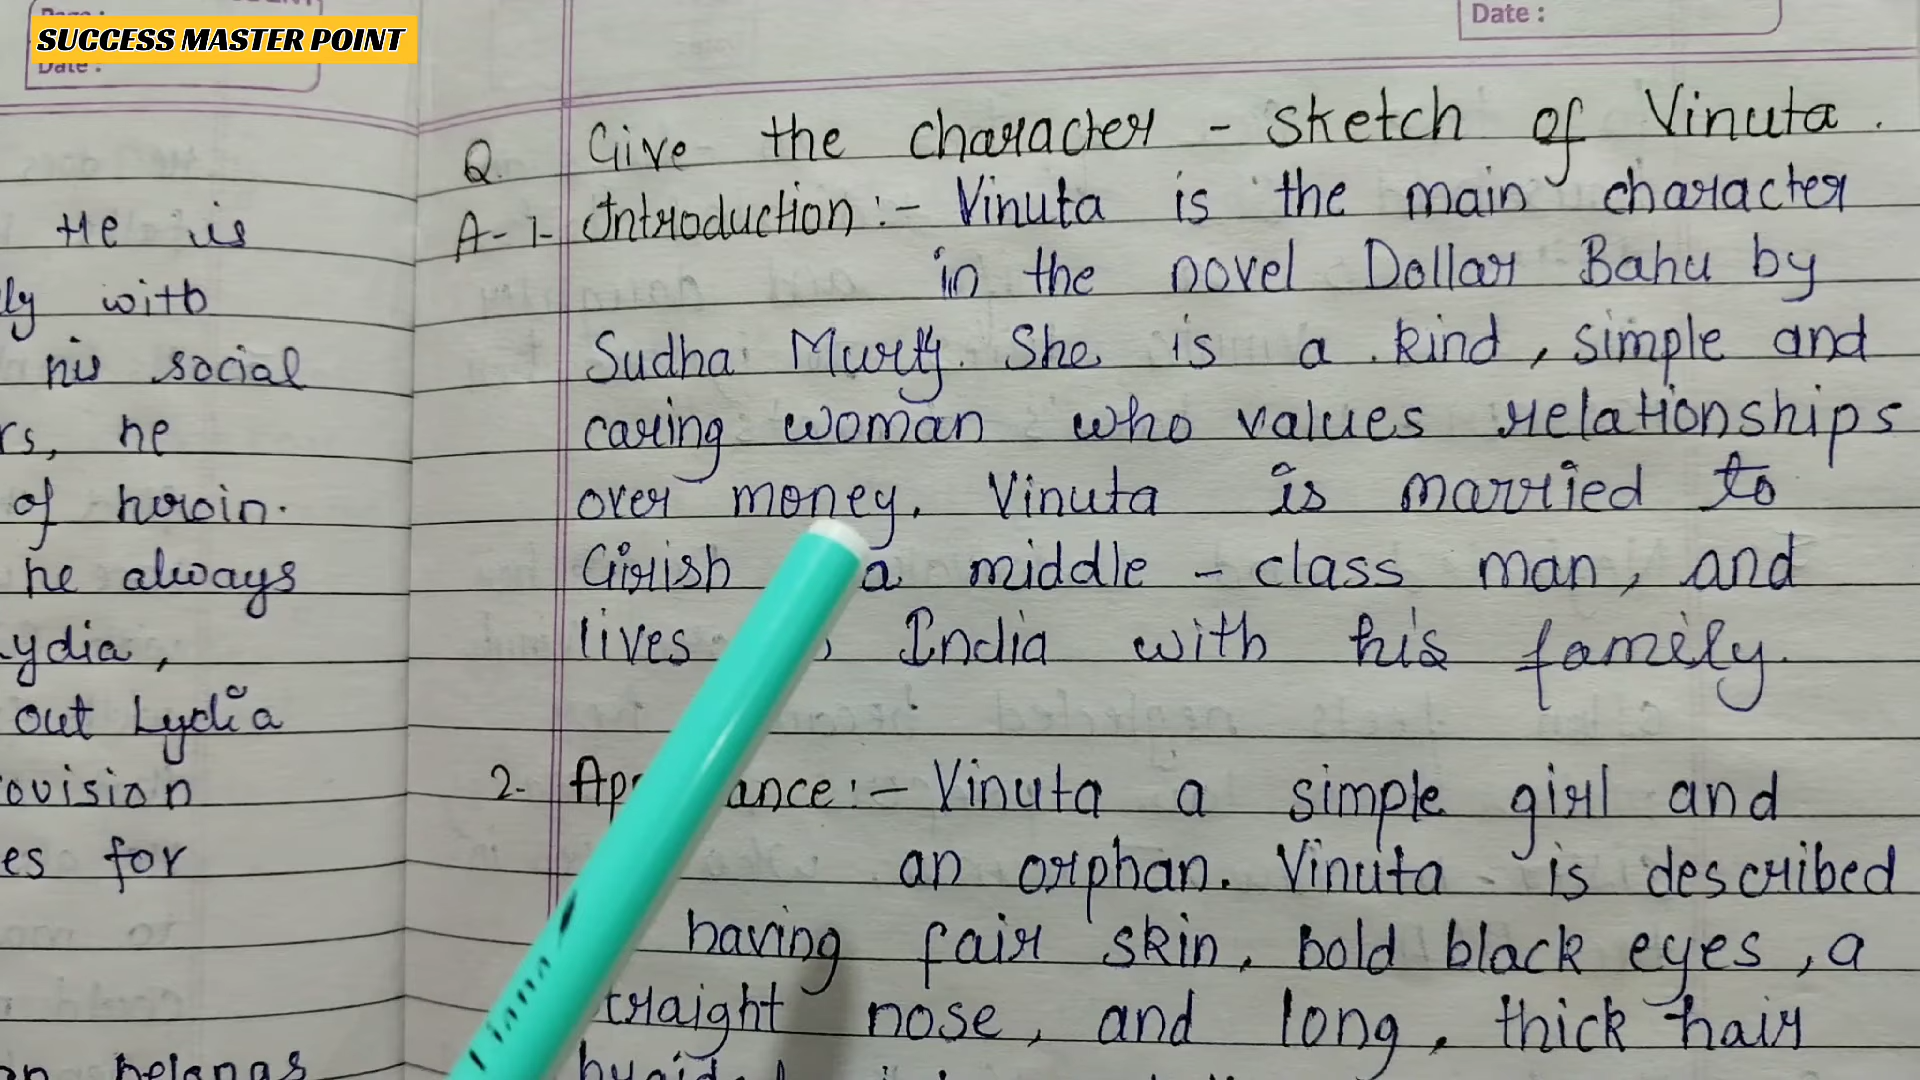 SUCCESS MASTER POINT
Date :
Date :
He is
ly with
his social
rs, he
of heroin.
he always
Lydia,
out Lydia
ovision
es for
belongs
Q. Give the character - sketch of Vinuta.
A-1- Introduction :- Vinuta is the main character
in the novel Dollar Bahu by
Sudha Murty. She is a kind, simple and
caring woman who values relationships
over money. Vinuta is married to
Girish a middle - class man, and
lives India with his family.
2- :- Vinuta a simple girl and
an orphan. Vinuta is described
having fair skin, bold black eyes, a
nose, and long, thick hair